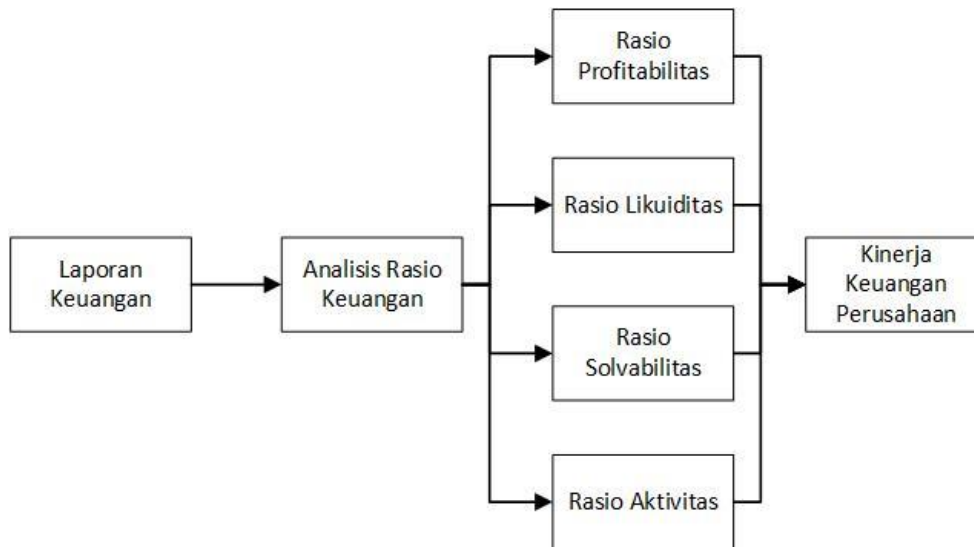 Laporan
Keuangan
Analisis Rasio
Keuangan
Rasio
Profitabilitas
Rasio Likuiditas
Rasio
Solvabilitas
Rasio Aktivitas
Kinerja
Keuangan
Perusahaan